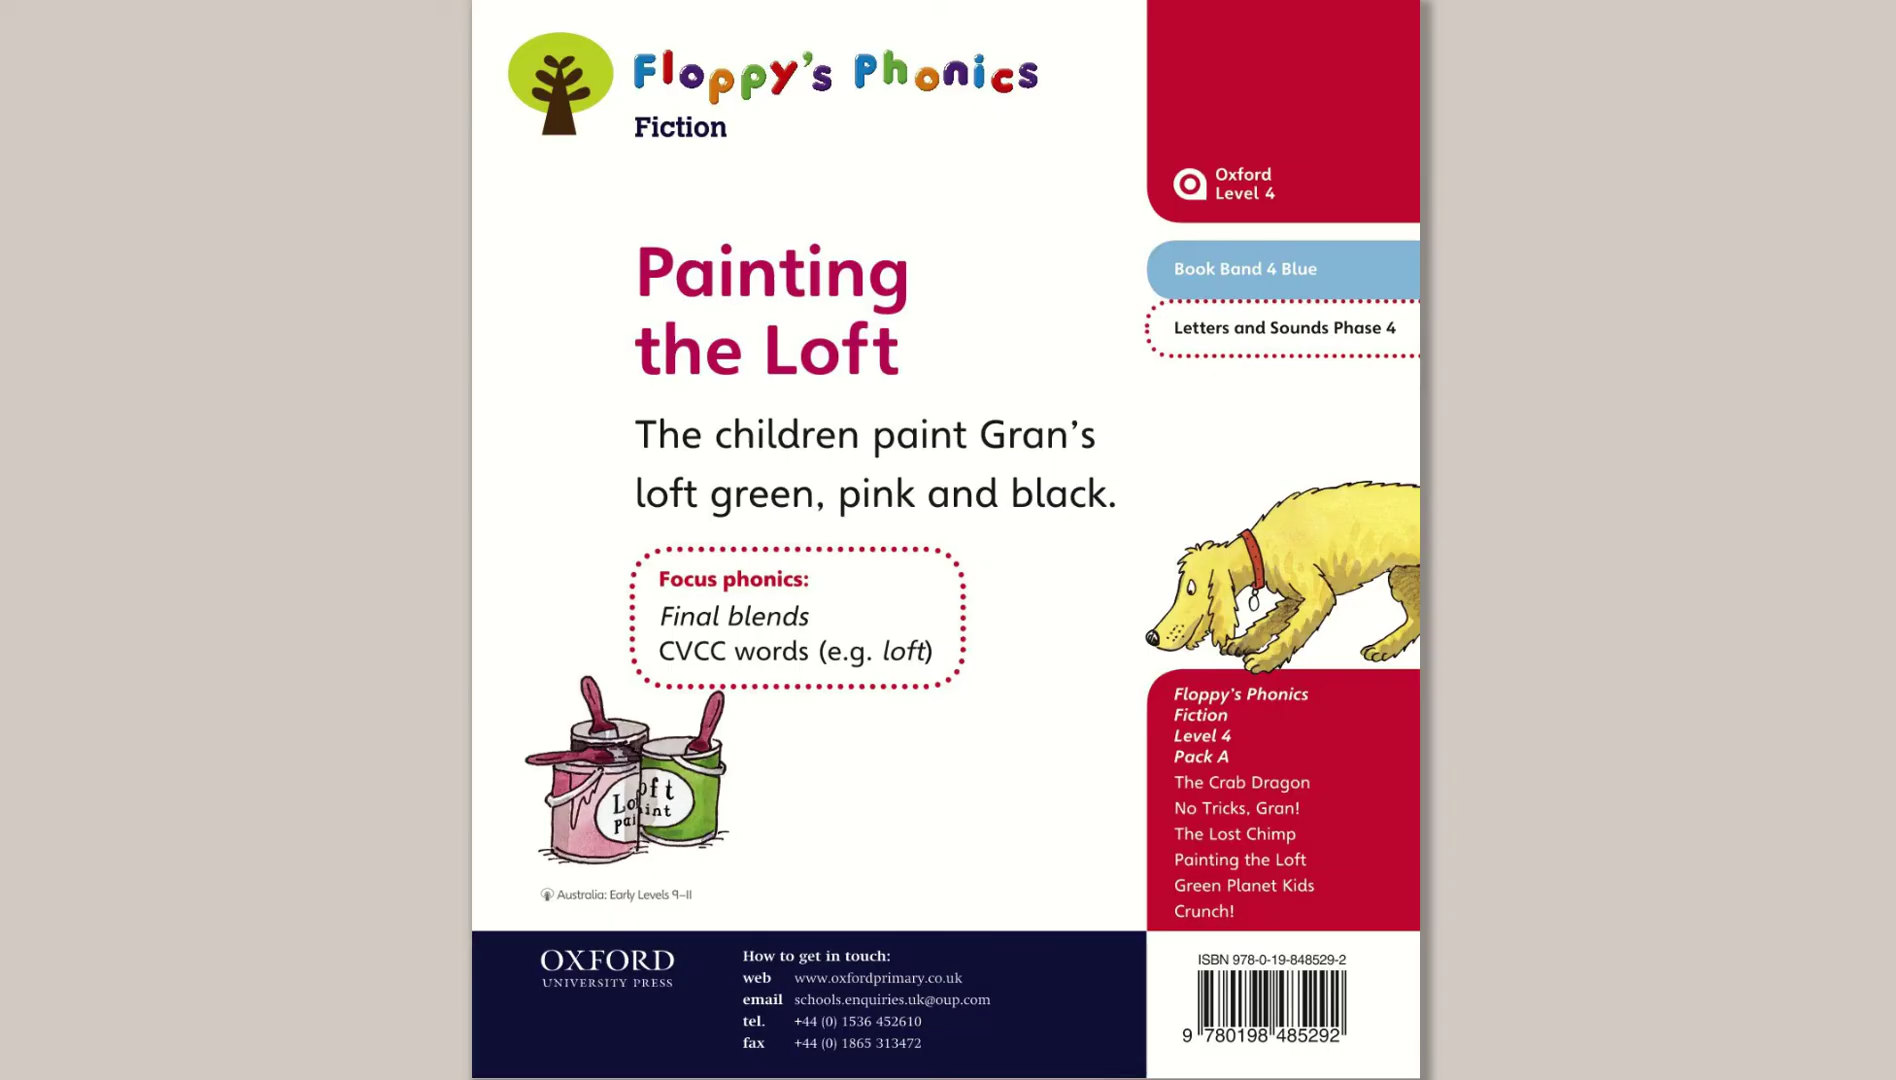 Floppy's Phonics
Fiction
Oxford
Level 4
Book Band 4 Blue
Letters and Sounds Phase 4
Painting
the Loft
The children paint Gran's
loft green, pink and black.
Focus phonics:
Final blends
CVCC words (e.g. loft)
Lo
pai
oft
int
Australia: Early Levels 9–11
Floppy's Phonics
Fiction
Level 4
Pack A
The Crab Dragon
No Tricks, Gran!
The Lost Chimp
Painting the Loft
Green Planet Kids
Crunch!
OXFORD
UNIVERSITY PRESS
How to get in touch:
web www.oxfordprimary.co.uk
email schools.enquiries.uk@oup.com
tel. +44 (0) 1536 452610
fax +44 (0) 1865 313472
ISBN 978-0-19-848529-2
9 780198 485292